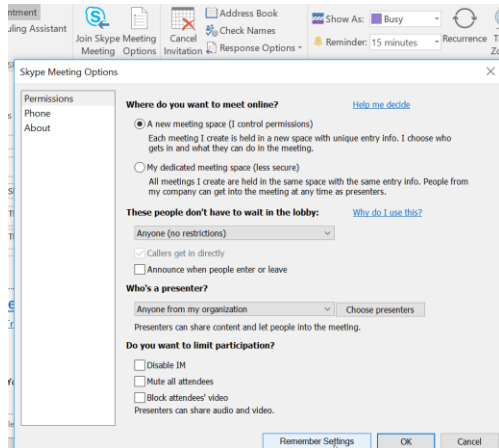 ntment
uling Assistant
Join Skype
Meeting
Meeting
Options
Cancel
Invitation
Address Book
Check Names
Response Options
Show As: Busy
Reminder: 15 minutes
Recurrence
Skype Meeting Options
Permissions
Phone
About
Where do you want to meet online?
Help me decide
A new meeting space (I control permissions)
Each meeting I create is held in a new space with unique entry info. I choose who
gets in and what they can do in the meeting.
My dedicated meeting space (less secure)
All meetings I create are held in the same space with the same entry info. People from
my company can get into the meeting at any time as presenters.
These people don't have to wait in the lobby:
Why do I use this?
Anyone (no restrictions)
Callers get in directly
Announce when people enter or leave
Who's a presenter?
Anyone from my organization
Choose presenters
Presenters can share content and let people into the meeting.
Do you want to limit participation?
Disable IM
Mute all attendees
Block attendees' video
Presenters can share audio and video.
Remember Settings
OK
Cancel